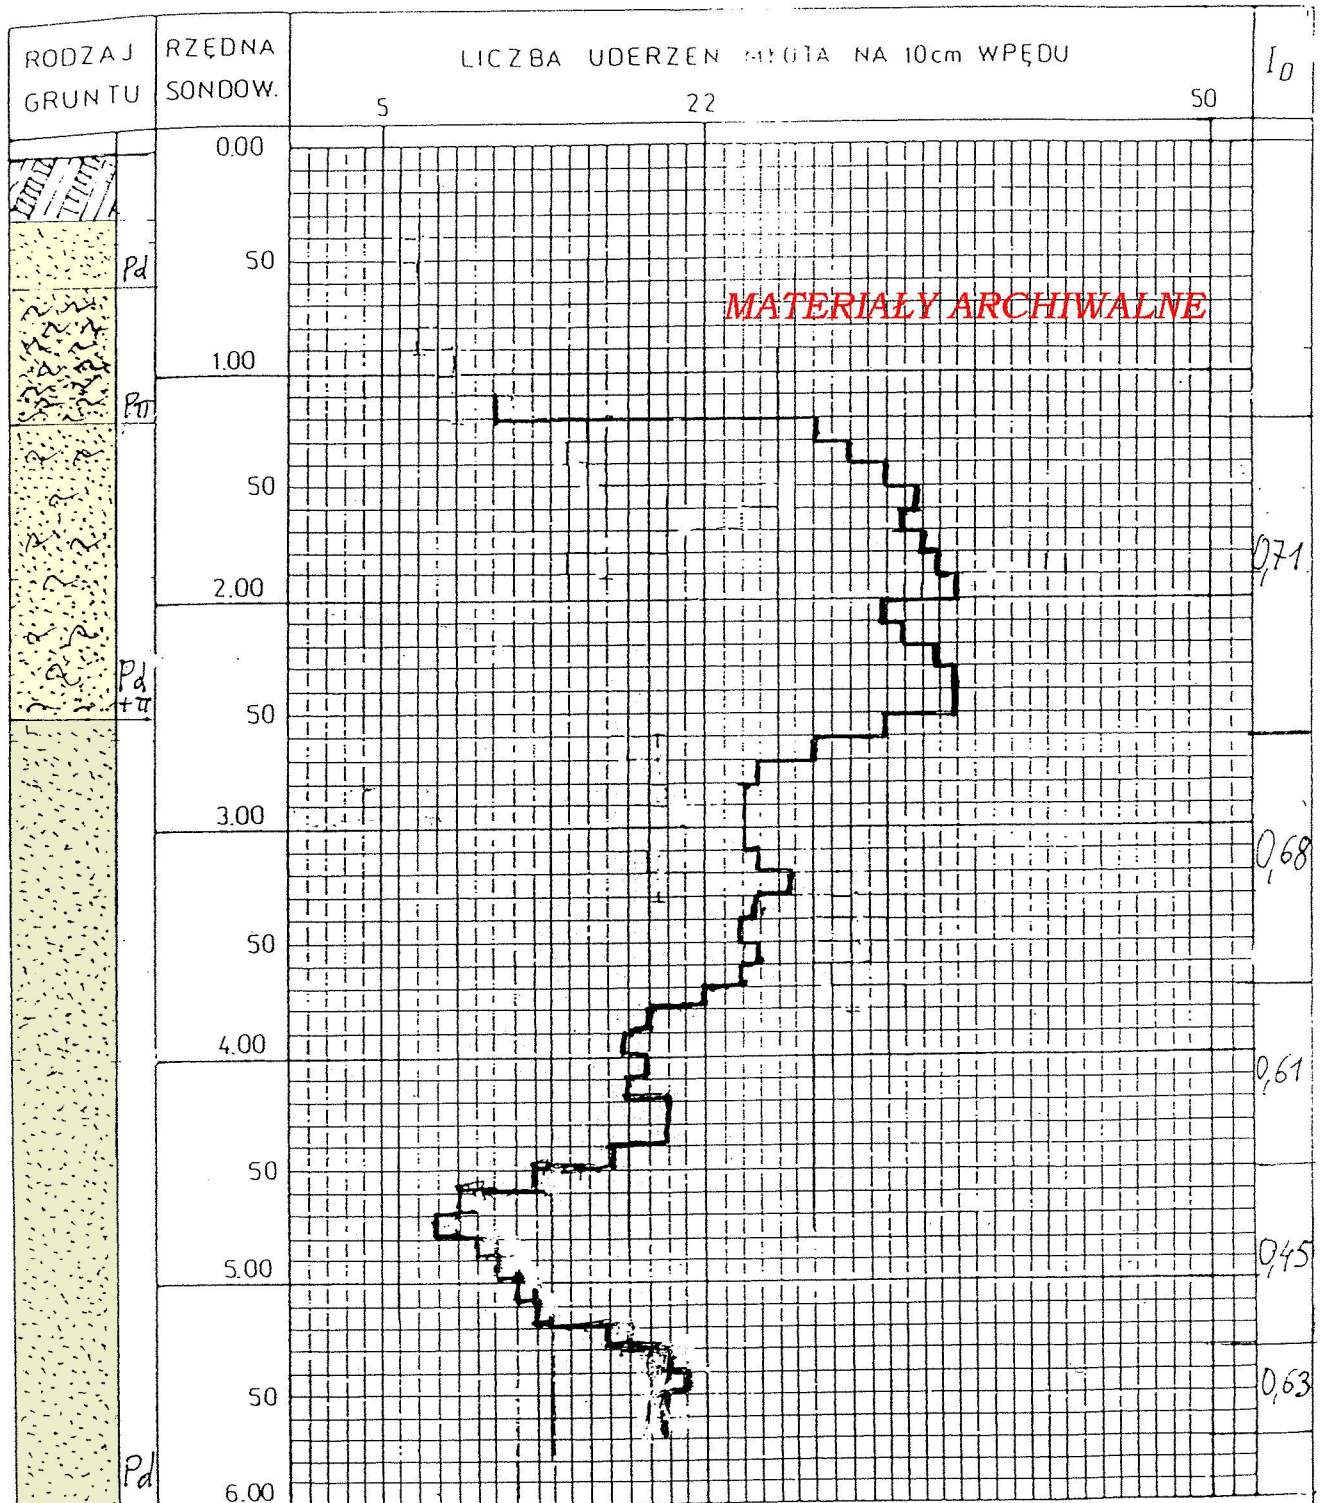 RODZAJ GRUNTU
RZĘDNA SONDOW.
LICZBA UDERZEŃ MŁOTA NA 10cm WPĘDU
I_D
5 22 50
0.00
Pd
50
MATERIAŁY ARCHIWALNE
1.00
Pπ
50
0,71
2.00
Pd
+π
50
3.00
0,68
50
4.00
0,61
50
5.00
0,45
50
0,63
Pd
6.00